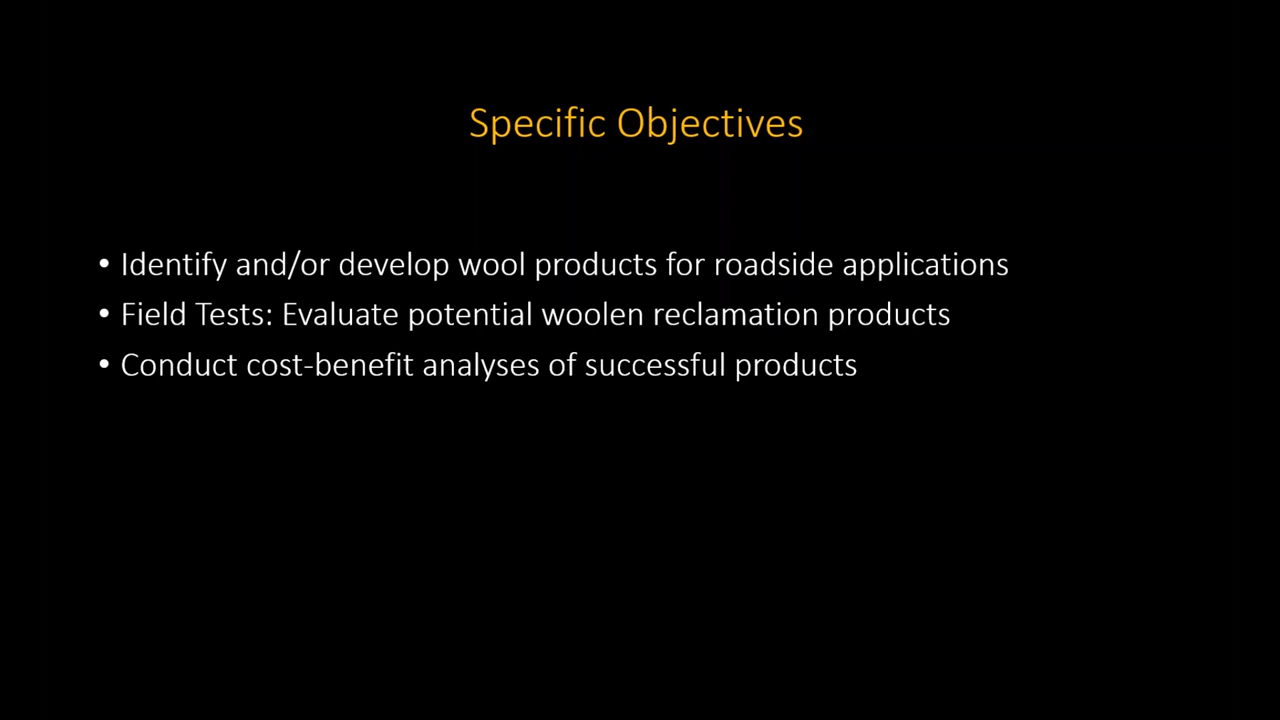 Specific Objectives
• Identify and/or develop wool products for roadside applications
• Field Tests: Evaluate potential woolen reclamation products
• Conduct cost-benefit analyses of successful products